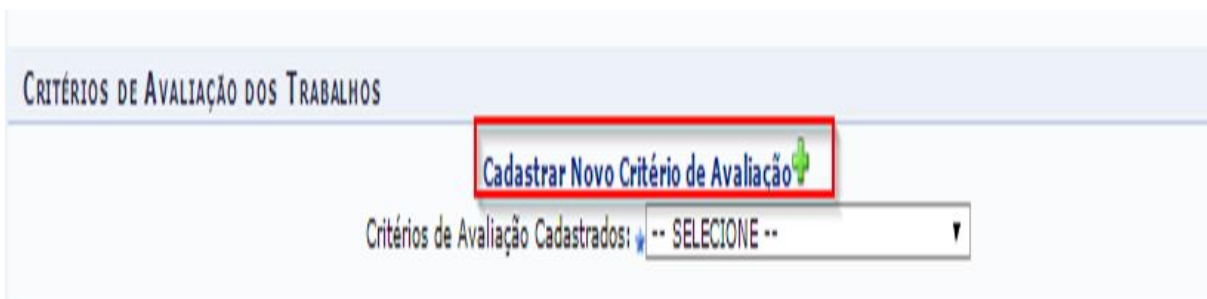 CRITÉRIOS DE AVALIAÇÃO DOS TRABALHOS
Cadastrar Novo Critério de Avaliação
Critérios de Avaliação Cadastrados: -- SELECIONE --